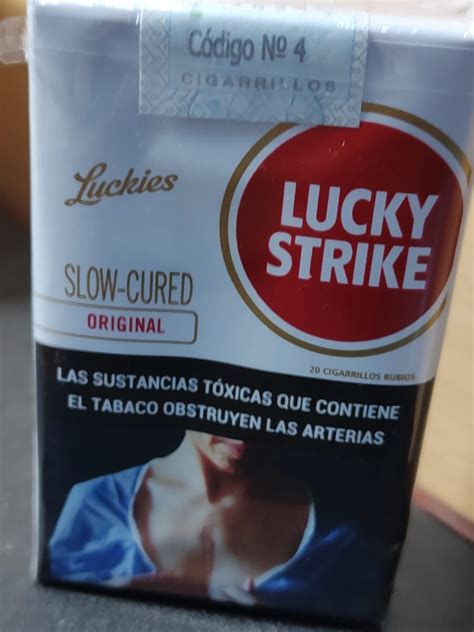 Código Nº 4
CIGARRILLOS
Luckies
LUCKY
STRIKE
SLOW-CURED
ORIGINAL
20 CIGARRILLOS RUBIOS
LAS SUSTANCIAS TÓXICAS QUE CONTIENE
EL TABACO OBSTRUYEN LAS ARTERIAS